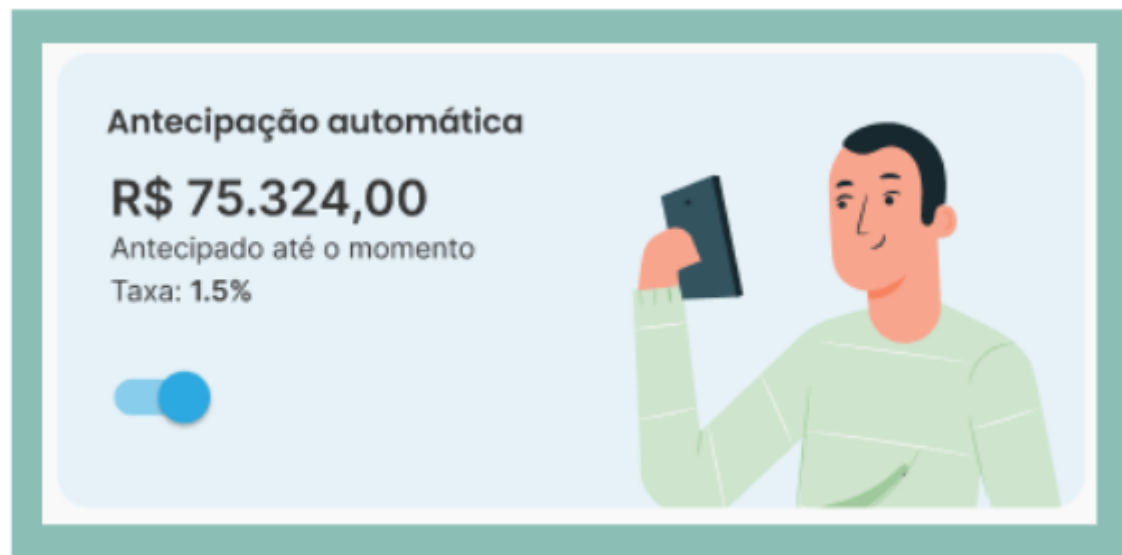 Antecipação automática
R$ 75.324,00
Antecipado até o momento
Taxa: 1.5%